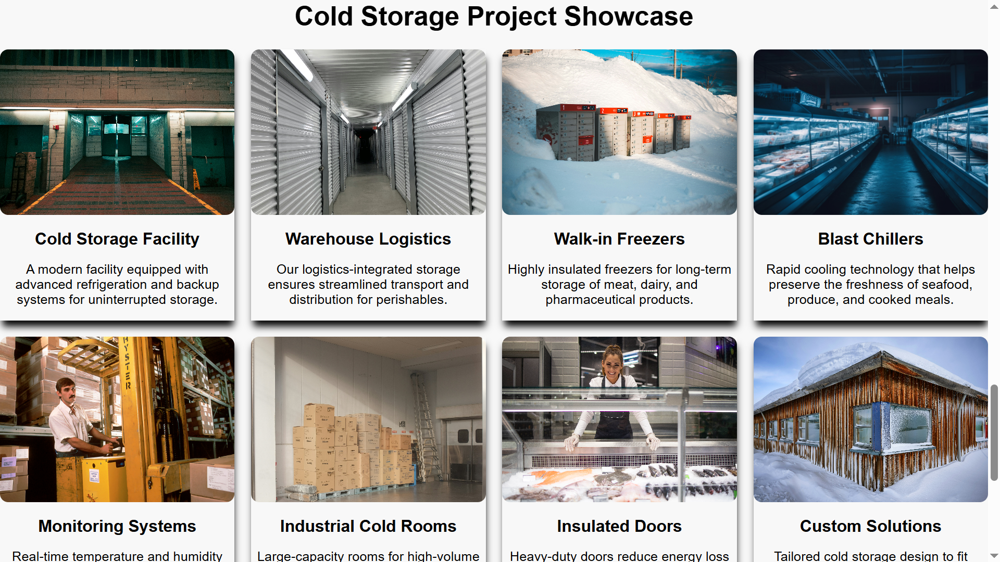 Cold Storage Project Showcase
1
2
3
4
5
Cold Storage Facility
Warehouse Logistics
Walk-in Freezers
Blast Chillers
A modern facility equipped with
advanced refrigeration and backup
systems for uninterrupted storage.
Our logistics-integrated storage
ensures streamlined transport and
distribution for perishables.
Highly insulated freezers for long-term
storage of meat, dairy, and
pharmaceutical products.
Rapid cooling technology that helps
preserve the freshness of seafood,
produce, and cooked meals.
HYSTER
Monitoring Systems
Industrial Cold Rooms
Insulated Doors
Custom Solutions
Real-time temperature and humidity
Large-capacity rooms for high-volume
Heavy-duty doors reduce energy loss
Tailored cold storage design to fit